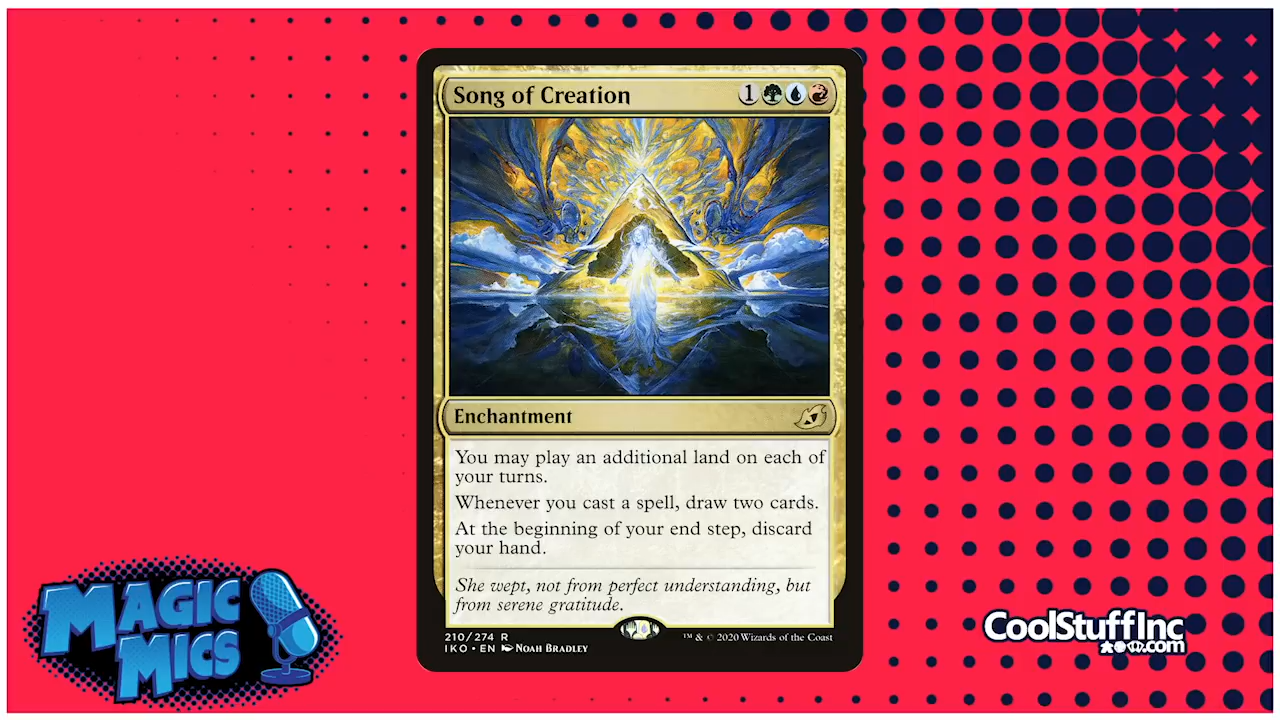 Song of Creation 1
Enchantment
You may play an additional land on each of
your turns.
Whenever you cast a spell, draw two cards.
At the beginning of your end step, discard
your hand.
She wept, not from perfect understanding, but
from serene gratitude.
210/274 R
IKO • EN NOAH BRADLEY
™ & © 2020 Wizards of the Coast
MAGIC
MICS
CoolStuffInc
.com